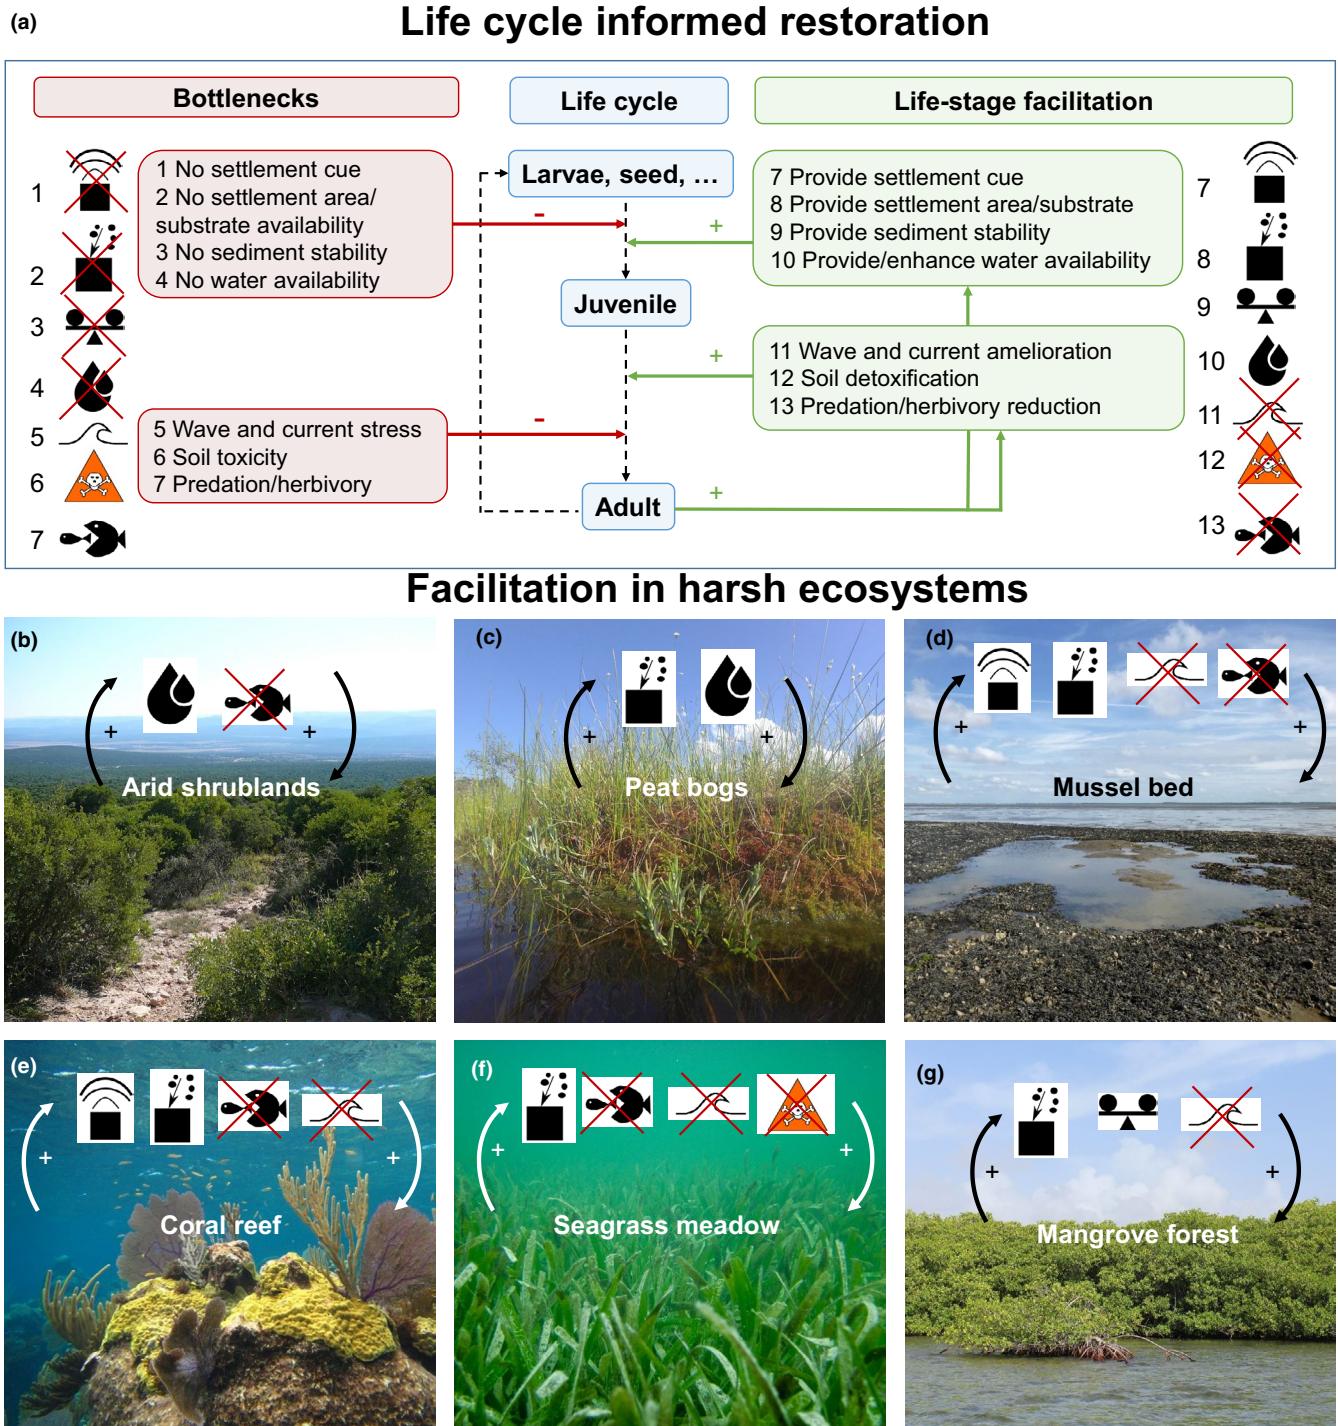 (a)
Life cycle informed restoration
Bottlenecks
Life cycle
Life-stage facilitation
1
2
3
4
5
6
7
1 No settlement cue
2 No settlement area/
substrate availability
3 No sediment stability
4 No water availability
5 Wave and current stress
6 Soil toxicity
7 Predation/herbivory
-
-
Larvae, seed, …
Juvenile
Adult
+
+
+
7 Provide settlement cue
8 Provide settlement area/substrate
9 Provide sediment stability
10 Provide/enhance water availability
11 Wave and current amelioration
12 Soil detoxification
13 Predation/herbivory reduction
7
8
9
10
11
12
13
Facilitation in harsh ecosystems
(b)
+ +
Arid shrublands
(c)
+ +
Peat bogs
(d)
+ +
Mussel bed
(e)
+ +
Coral reef
(f)
+ +
Seagrass meadow
(g)
+ +
Mangrove forest